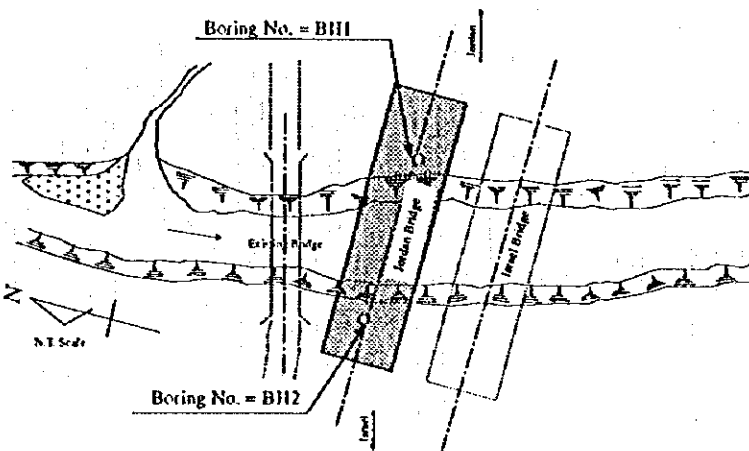 Boring No. = BH1
Jordan
Existing Bridge
Jordan Bridge
Israel Bridge
N
N.T. Scale
Boring No. = BH2
Israel